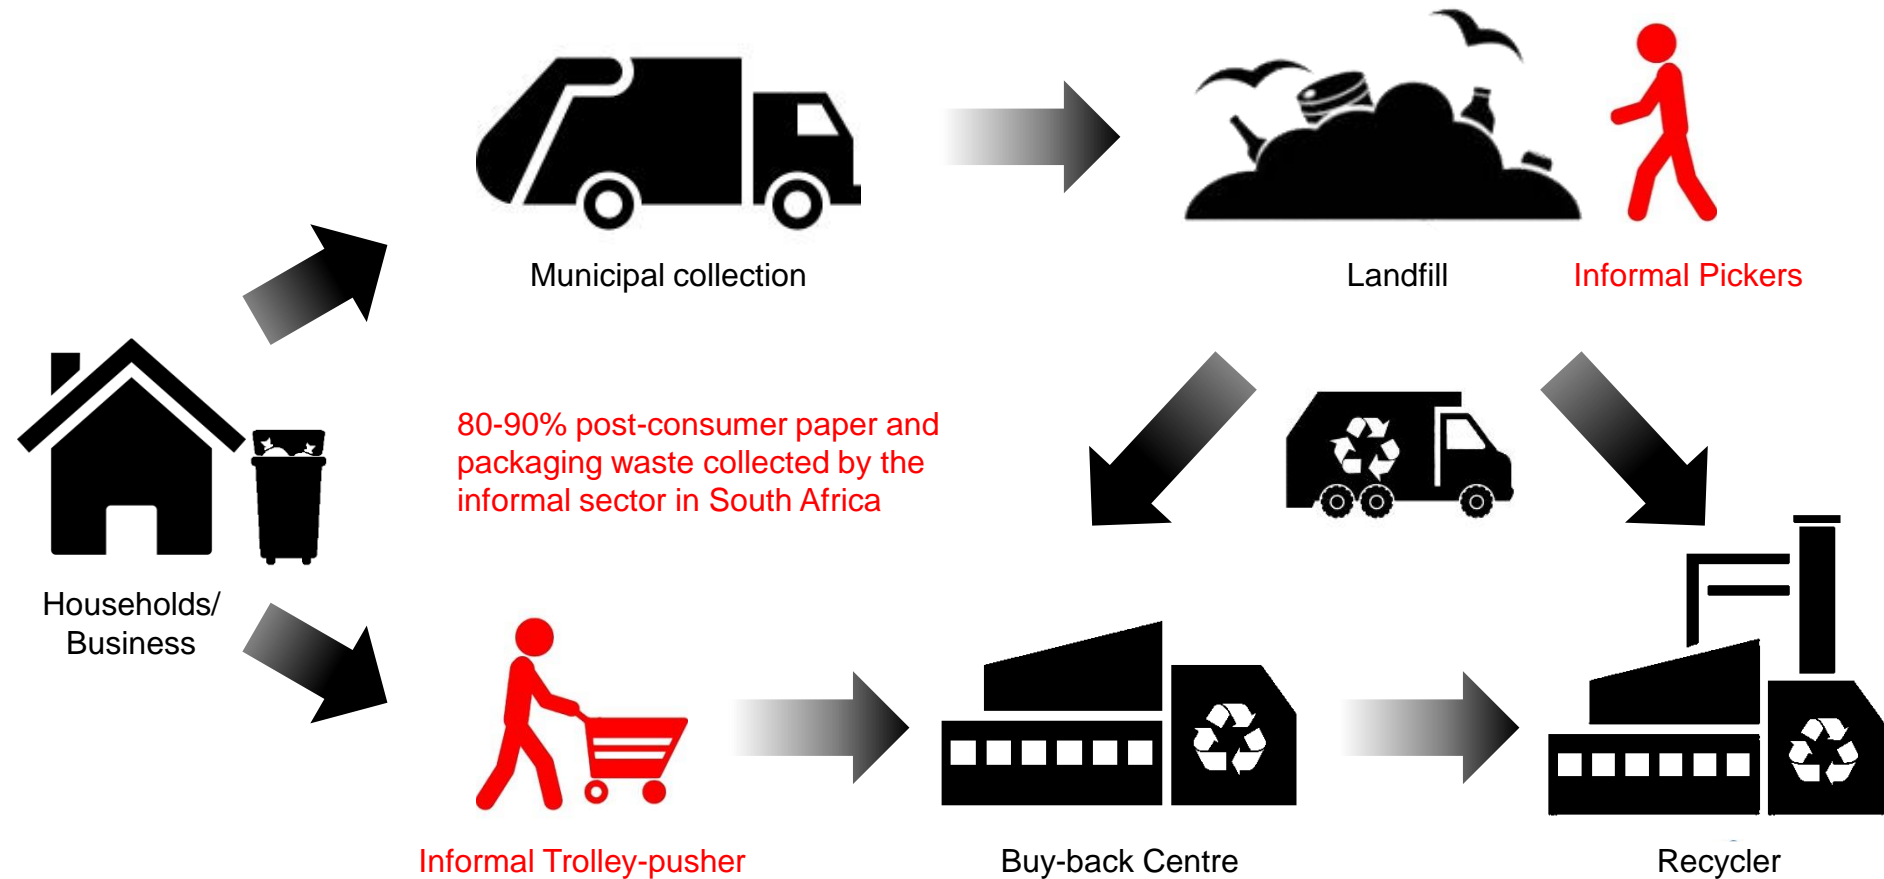 Municipal collection
Landfill
Informal Pickers
80-90% post-consumer paper and
packaging waste collected by the
informal sector in South Africa
Households/
Business
Informal Trolley-pusher
Buy-back Centre
Recycler